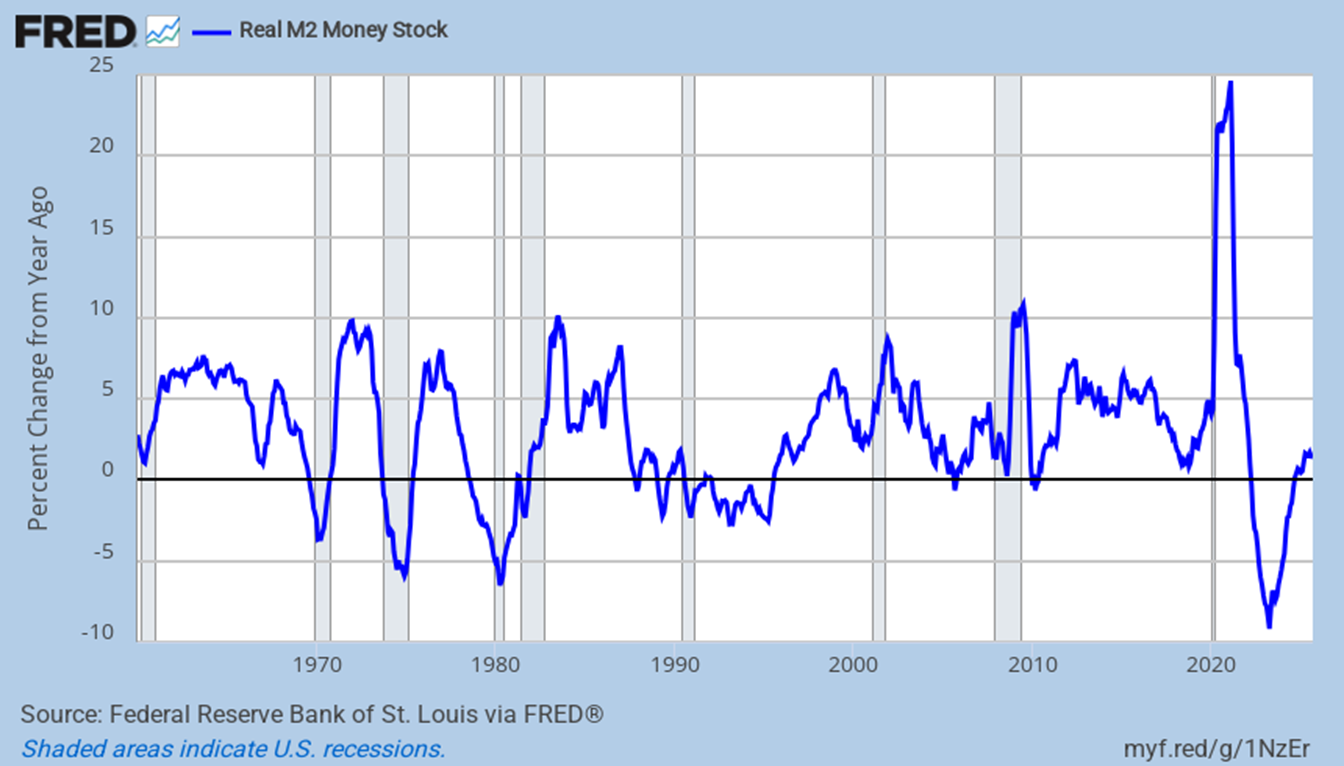 FRED Real M2 Money Stock
25
20
15
10
5
0
-5
-10
Percent Change from Year Ago
1970 1980 1990 2000 2010 2020
Source: Federal Reserve Bank of St. Louis via FRED®
Shaded areas indicate U.S. recessions. myf.red/g/1NzEr